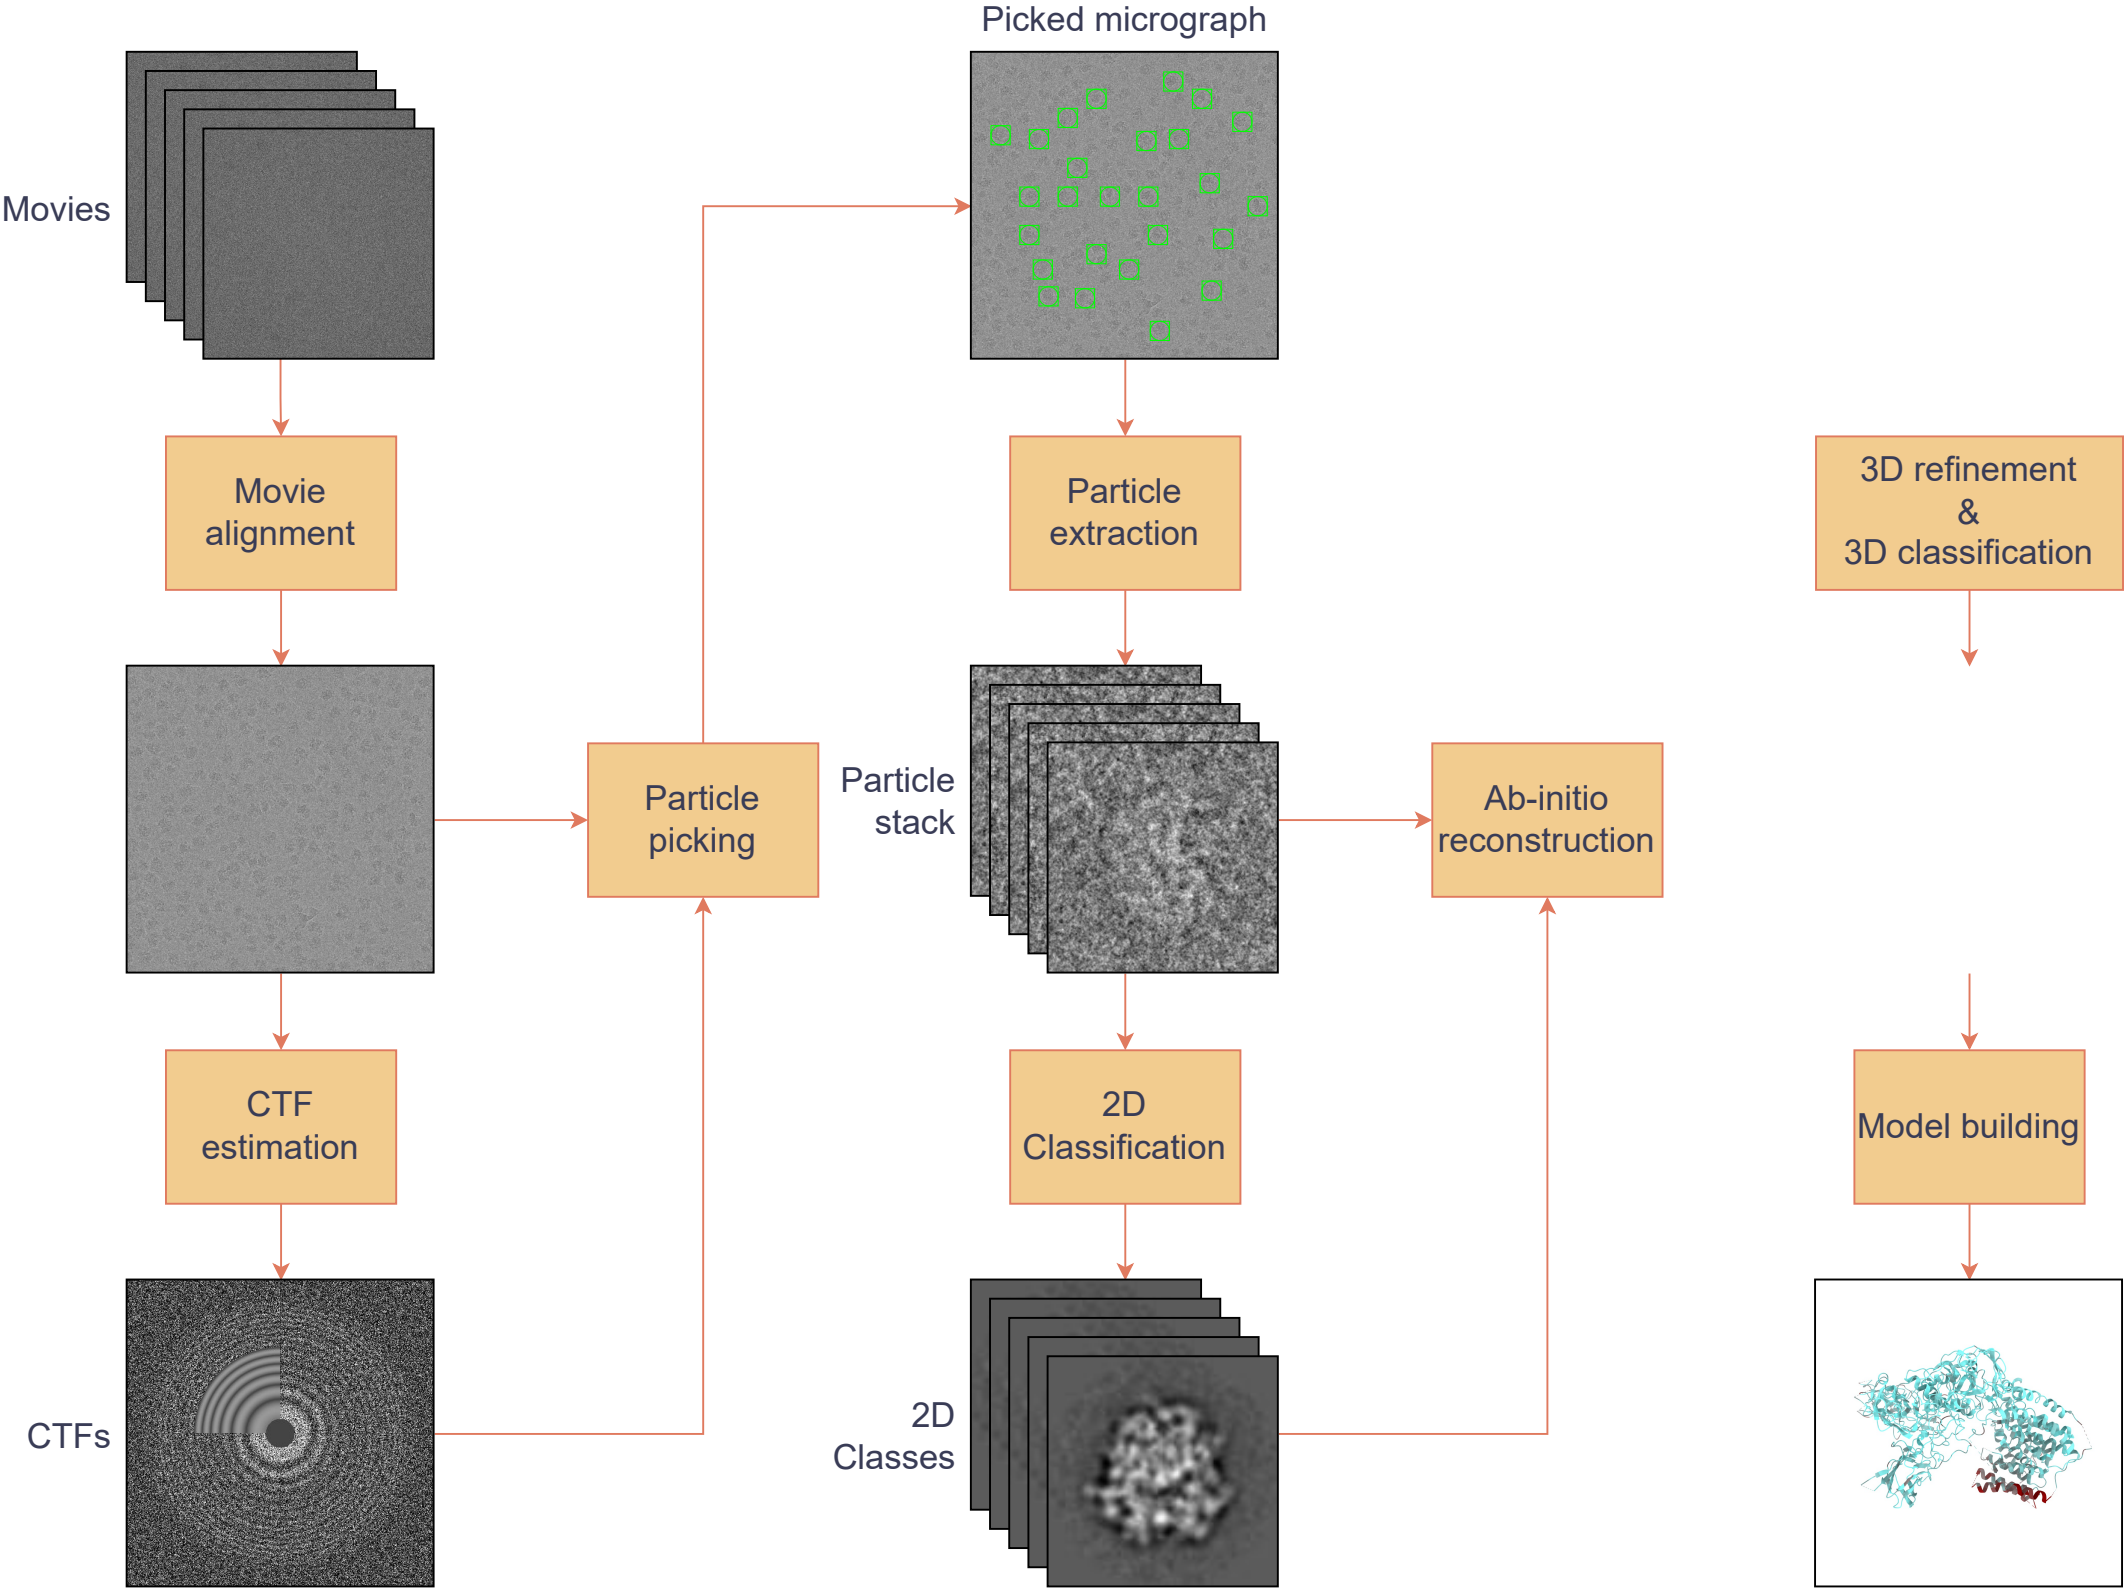 Picked micrograph
Movies
Movie
alignment
Particle
extraction
3D refinement
&
3D classification
Particle
picking
Particle
stack
Ab-initio
reconstruction
CTF
estimation
2D
Classification
Model building
CTFs
2D
Classes